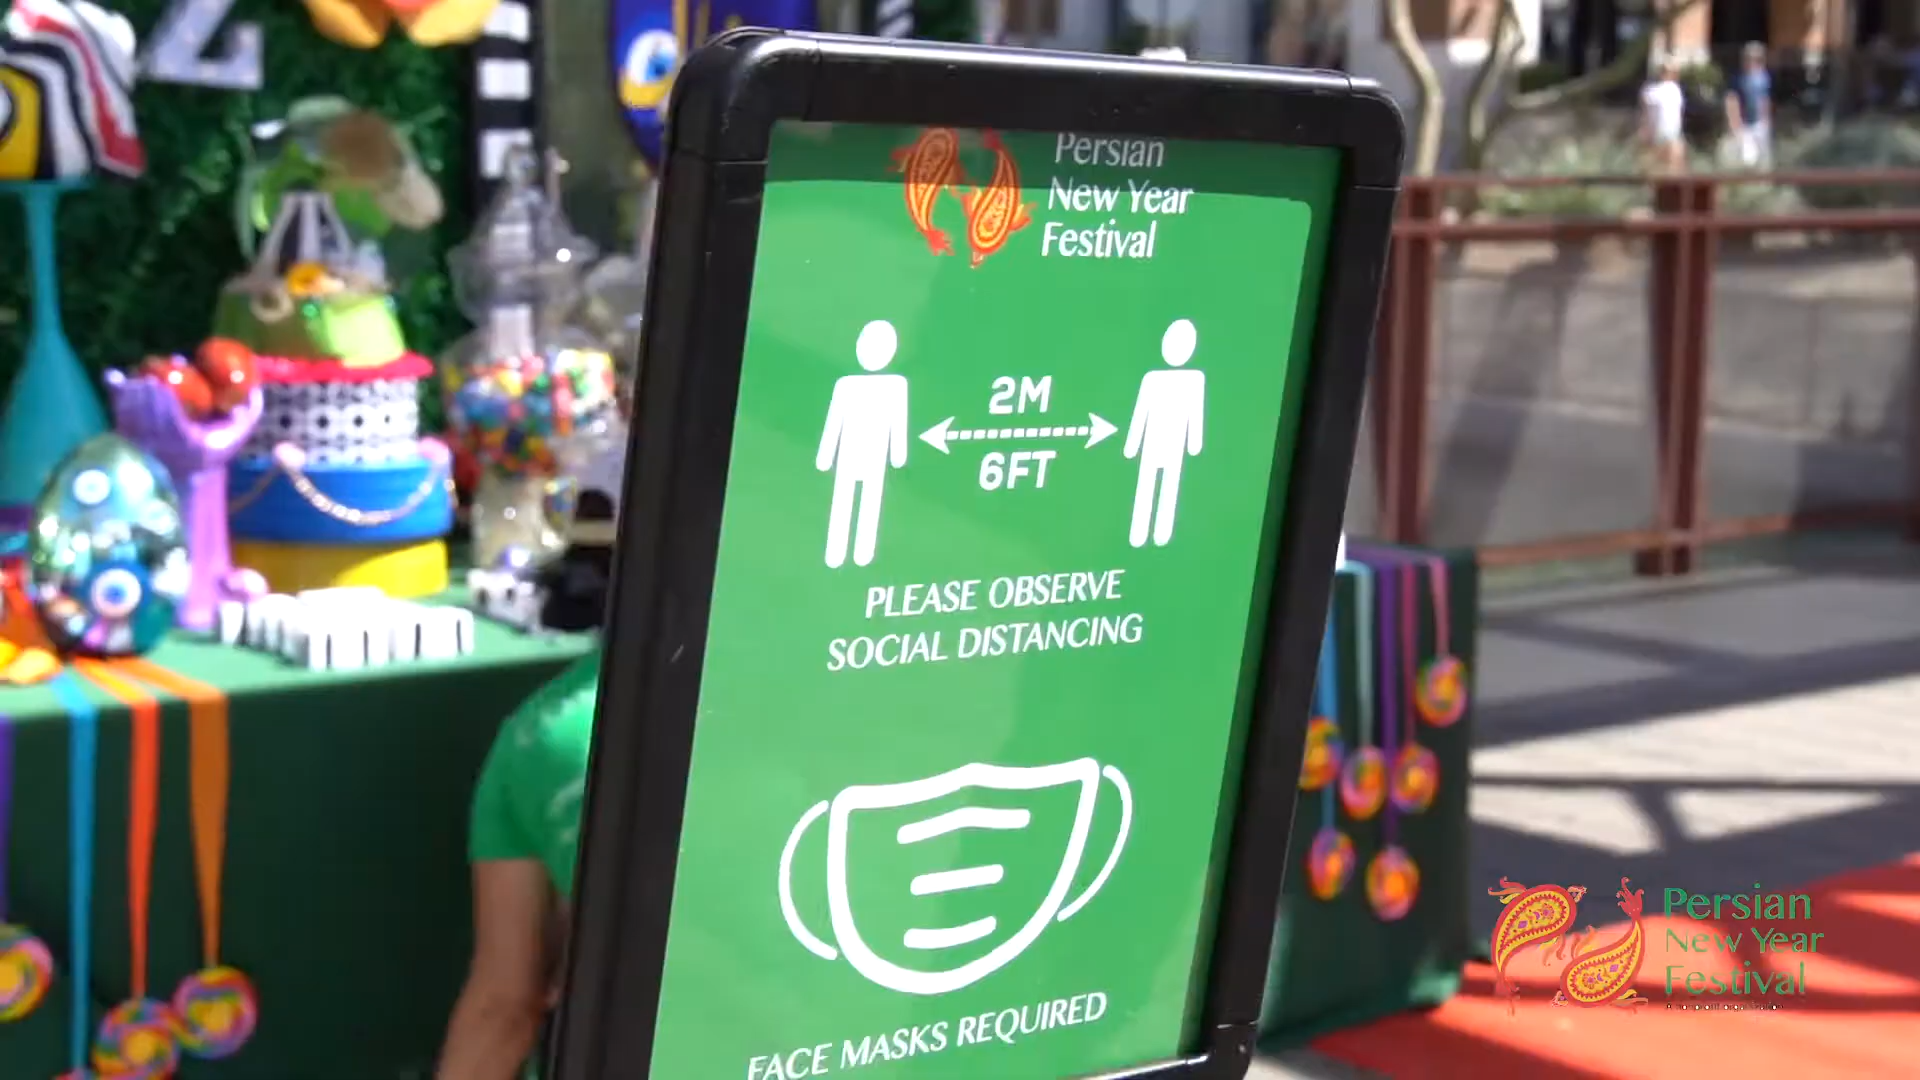 Persian
New Year
Festival
2M
6FT
PLEASE OBSERVE
SOCIAL DISTANCING
FACE MASKS REQUIRED
Persian
New Year
Festival